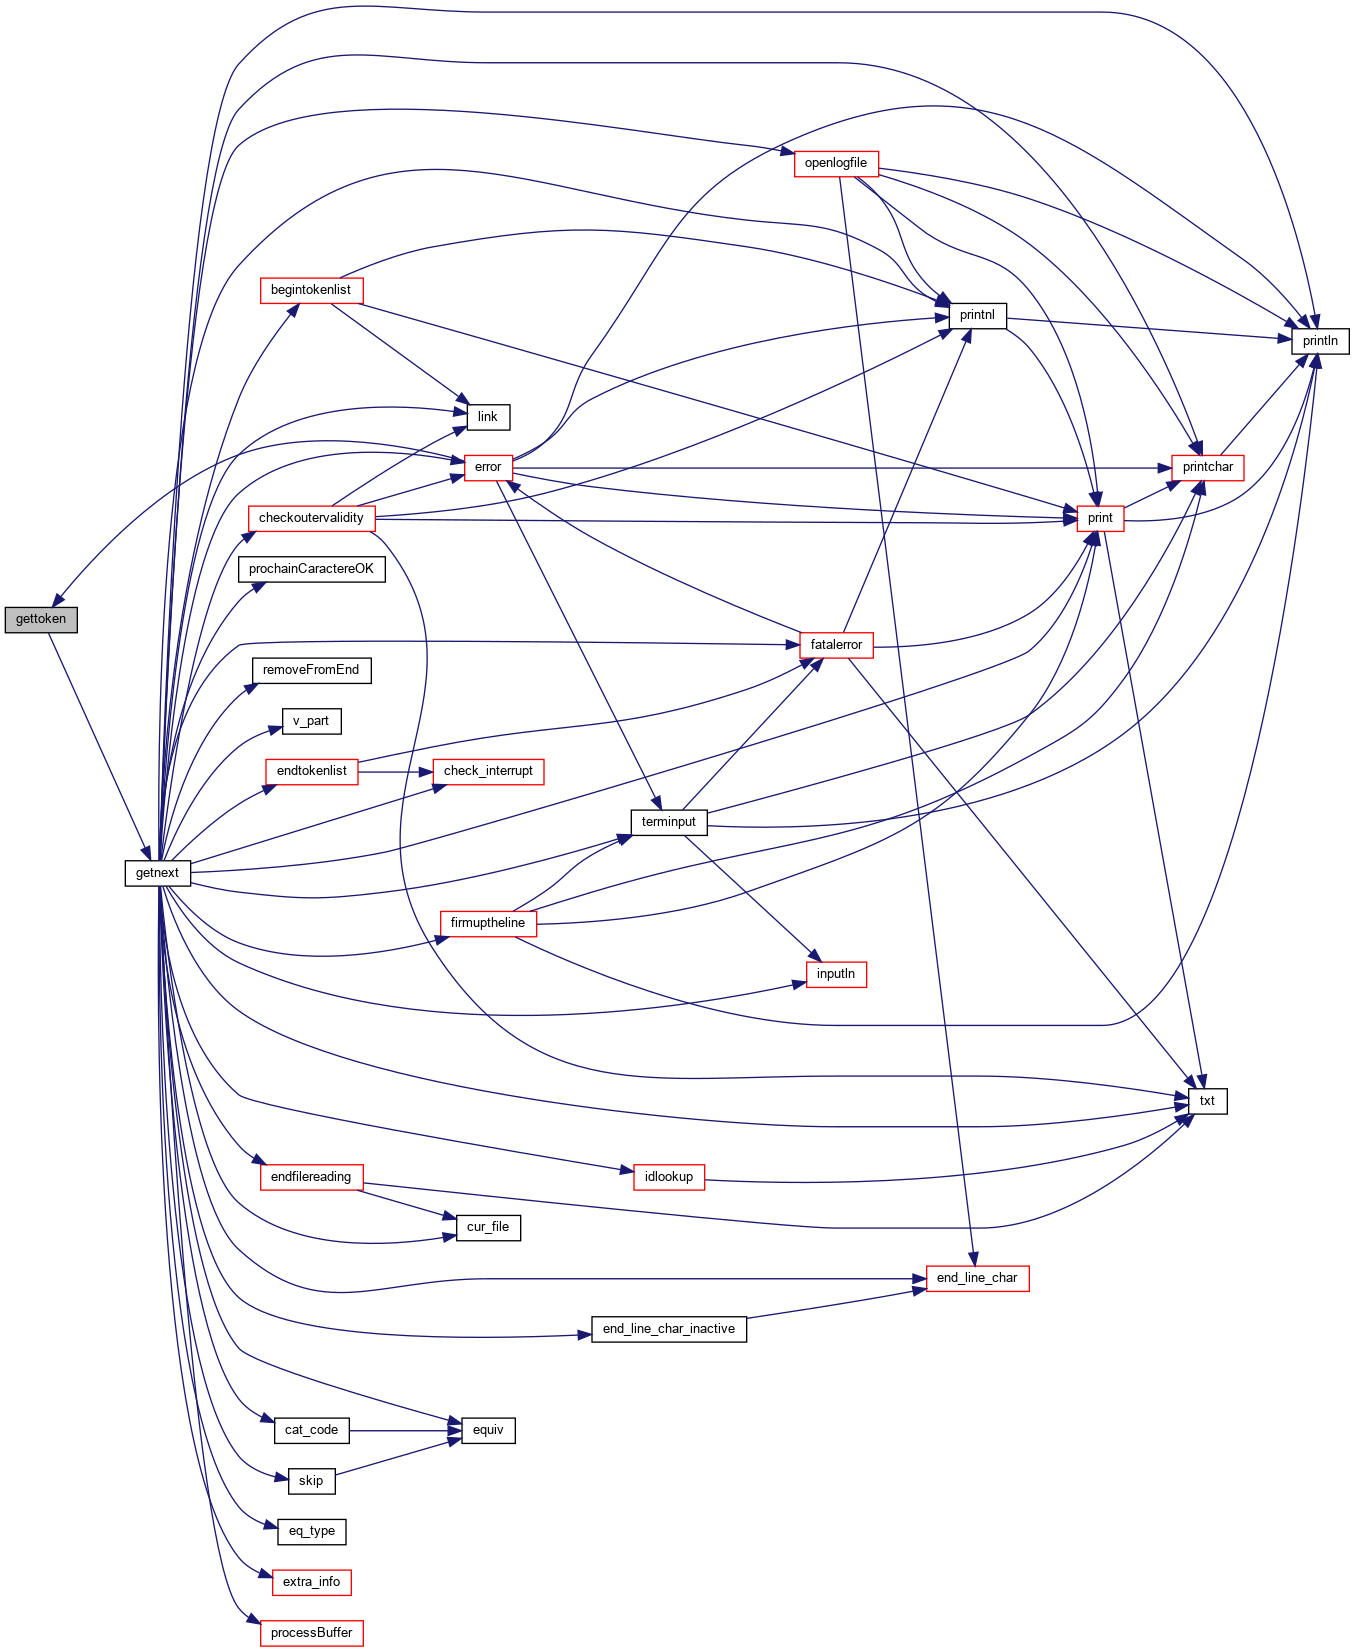 openlogfile
begintokenlist
printnl
println
link
error
printchar
checkoutervalidity
print
prochainCaractereOK
gettoken
fatalerror
removeFromEnd
v_part
endtokenlist
check_interrupt
terminput
getnext
firmuptheline
inputln
txt
endfilereading
idlookup
cur_file
end_line_char
end_line_char_inactive
cat_code
equiv
skip
eq_type
extra_info
processBuffer